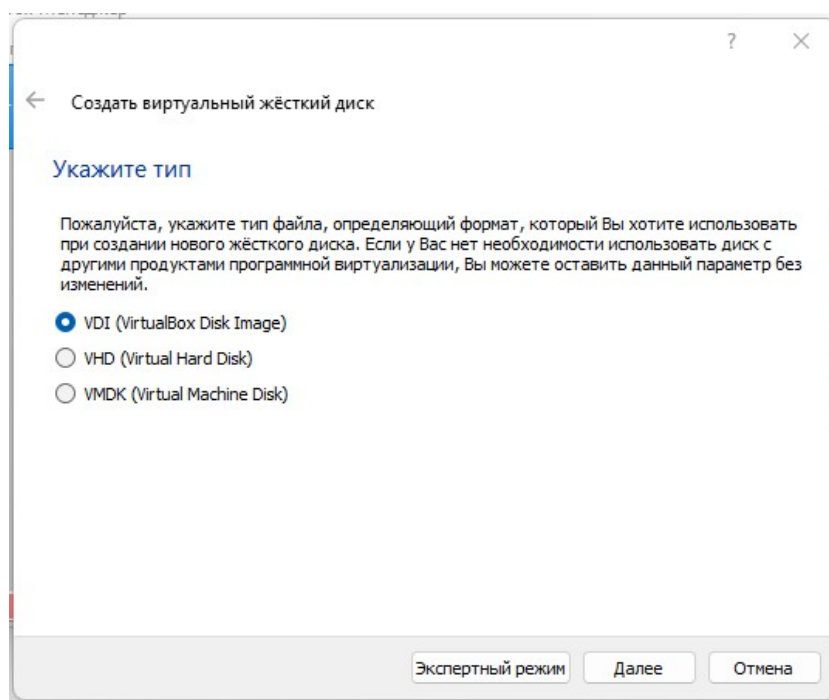 ?
Создать виртуальный жёсткий диск
Укажите тип
Пожалуйста, укажите тип файла, определяющий формат, который Вы хотите использовать
при создании нового жёсткого диска. Если у Вас нет необходимости использовать диск с
другими продуктами программной виртуализации, Вы можете оставить данный параметр без
изменений.
VDI (VirtualBox Disk Image)
VHD (Virtual Hard Disk)
VMDK (Virtual Machine Disk)
Экспертный режим Далее Отмена